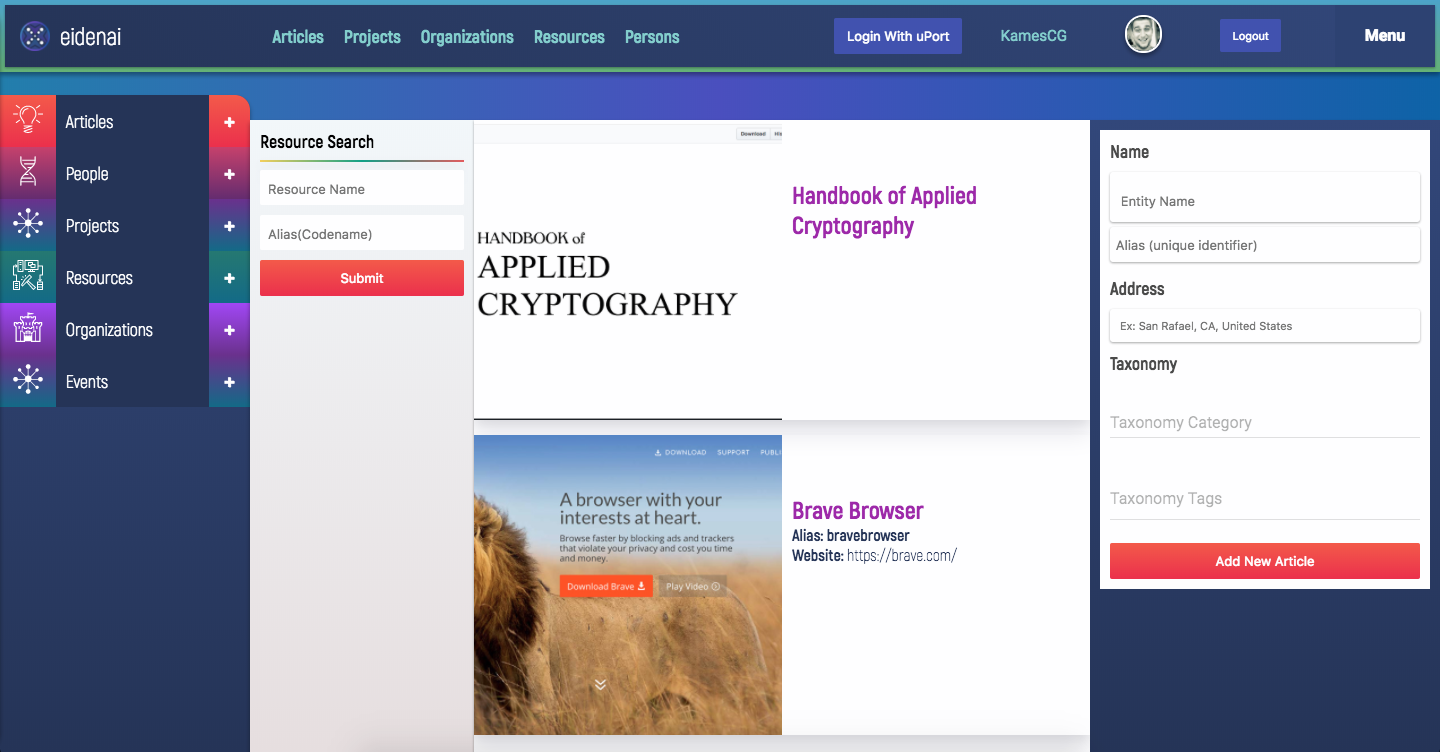 eidenai
Articles Projects Organizations Resources Persons
Login With uPort
KamesCG
Logout
Menu
Articles +
People +
Projects +
Resources +
Organizations +
Events +
Resource Search
Resource Name
Alias(Codename)
Submit
Download
HANDBOOK of
APPLIED
CRYPTOGRAPHY
Handbook of Applied
Cryptography
DOWNLOAD SUPPORT PUBLI
A browser with your
interests at heart.
Browse faster by blocking ads and trackers
that violate your privacy and cost you time
and money.
Download Brave
Play Video
Brave Browser
Alias: bravebrowser
Website: https://brave.com/
Name
Entity Name
Alias (unique identifier)
Address
Ex: San Rafael, CA, United States
Taxonomy
Taxonomy Category
Taxonomy Tags
Add New Article